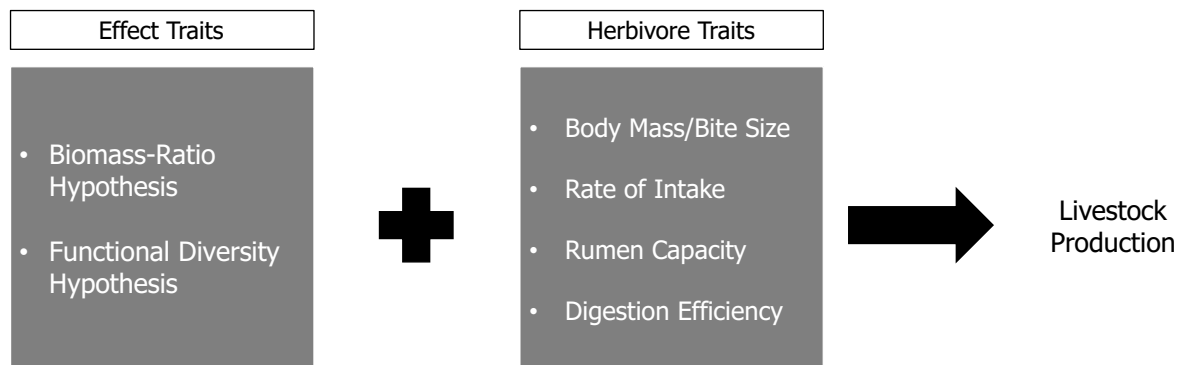 Effect Traits
• Biomass-Ratio
Hypothesis
• Functional Diversity
Hypothesis
Herbivore Traits
• Body Mass/Bite Size
• Rate of Intake
• Rumen Capacity
• Digestion Efficiency
Livestock
Production